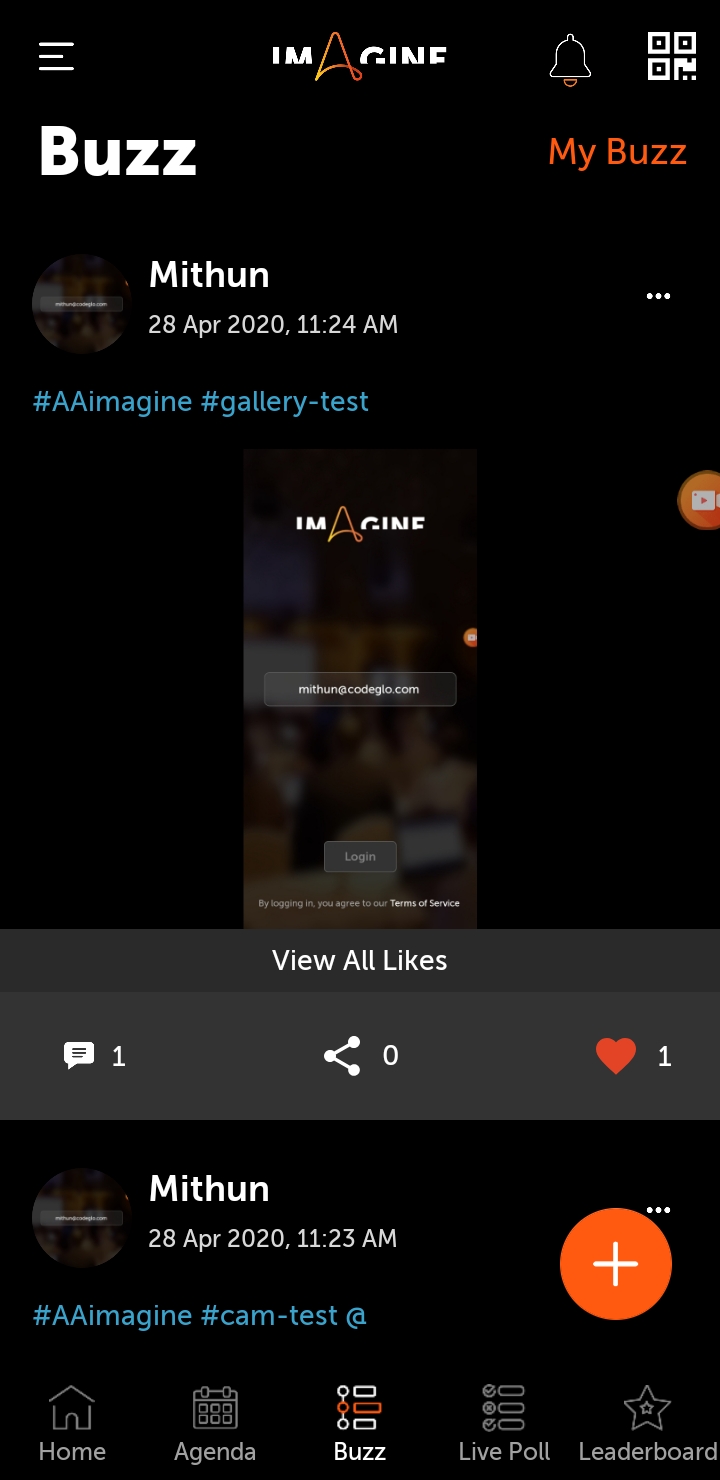 IMAGINE
Buzz
My Buzz
Mithun
28 Apr 2020, 11:24 AM
mithun@codeglo.com
#AAimagine #gallery-test
IMAGINE
mithun@codeglo.com
Login
By logging in, you agree to our Terms of Service
View All Likes
1
0
1
Mithun
28 Apr 2020, 11:23 AM
mithun@codeglo.com
#AAimagine #cam-test @
Home
Agenda
Buzz
Live Poll
Leaderboard